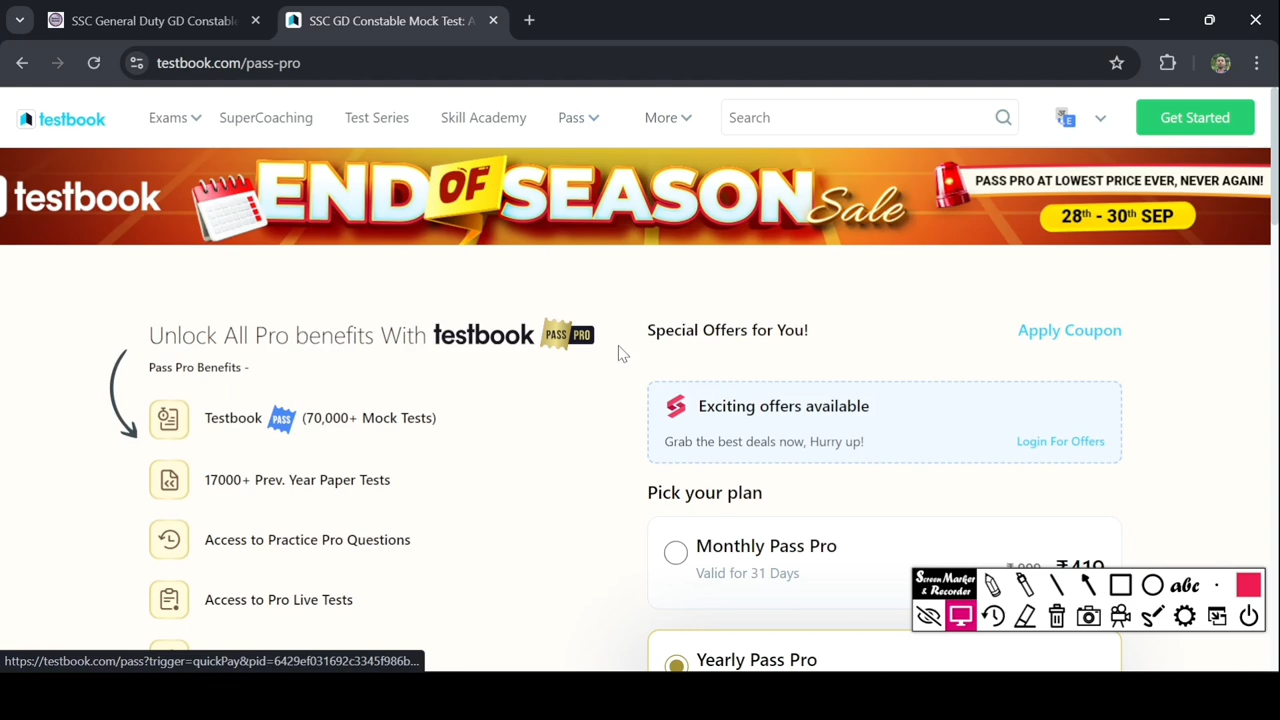 SSC General Duty GD Constable
SSC GD Constable Mock Test: A
testbook.com/pass-pro
testbook
Exams
SuperCoaching
Test Series
Skill Academy
Pass
More
Search
E
Get Started
testbook
END OF SEASON Sale
PASS PRO AT LOWEST PRICE EVER, NEVER AGAIN!
28th - 30th SEP
Unlock All Pro benefits With testbook PASS PRO
Pass Pro Benefits -
Testbook PASS (70,000+ Mock Tests)
17000+ Prev. Year Paper Tests
Access to Practice Pro Questions
Access to Pro Live Tests
Special Offers for You!
Apply Coupon
Exciting offers available
Grab the best deals now, Hurry up!
Login For Offers
Pick your plan
Monthly Pass Pro
Valid for 31 Days
₹419
Yearly Pass Pro
Screen Marker
& Recorder
abc
https://testbook.com/pass?trigger=quickPay&pid=6429ef031692c3345f986b...